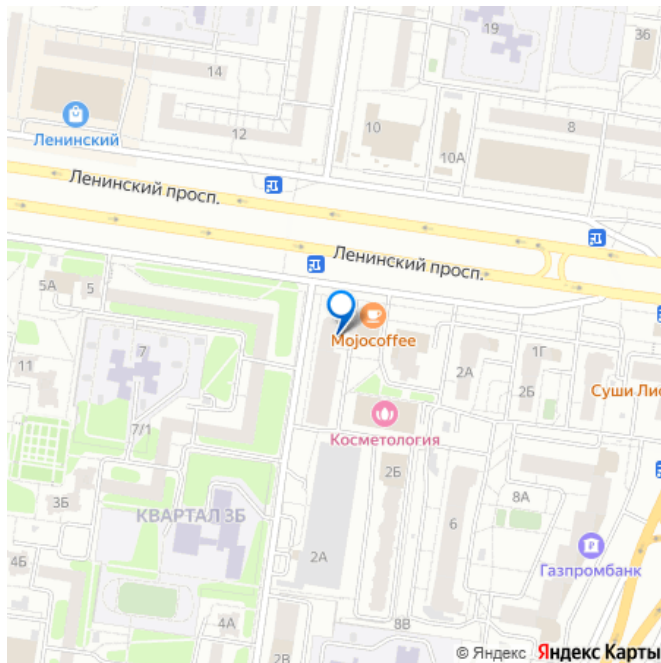 19
3б
14
12
10
8
10А
Ленинский
Ленинский просп.
Ленинский просп.
5А
5
7
11
Mojocoffee
1Г
2А
2Б
Суши Лис
7/1
Косметология
3Б
КВАРТАЛ 3Б
2Б
6
8А
4Б
2А
Газпромбанк
4А
8В
2В
© Яндекс Яндекс Карты